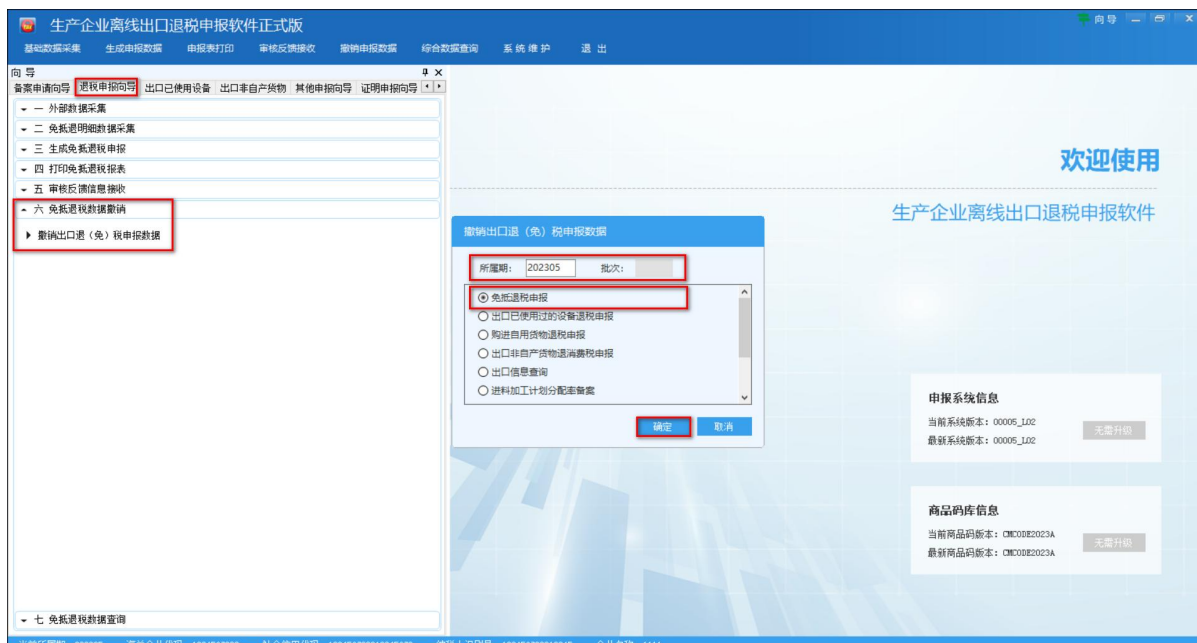 生产企业离线出口退税申报软件正式版
向导
基础数据采集 生成申报数据 申报表打印 审核反馈接收 撤销申报数据 综合数据查询 系统维护 退出
向导
备案申请向导 退税申报向导 出口已使用设备 出口非自产货物 其他申报向导 证明申报向导
一 外部数据采集
二 免抵退明细数据采集
三 生成免抵退税申报
四 打印免抵退税报表
五 审核反馈信息接收
六 免抵退税数据撤销
撤销出口退（免）税申报数据
七 免抵退税数据查询
欢迎使用
生产企业离线出口退税申报软件
撤销出口退（免）税申报数据
所属期： 202305 批次：
免抵退税申报
出口已使用过的设备退税申报
购进自用货物退税申报
出口非自产货物退消费税申报
出口信息查询
进料加工计划分配率备案
确定 取消
申报系统信息
当前系统版本：00005_L02
最新系统版本：00005_L02
无需升级
商品码库信息
当前商品码版本：CMCODE2023A
最新商品码版本：CMCODE2023A
无需升级